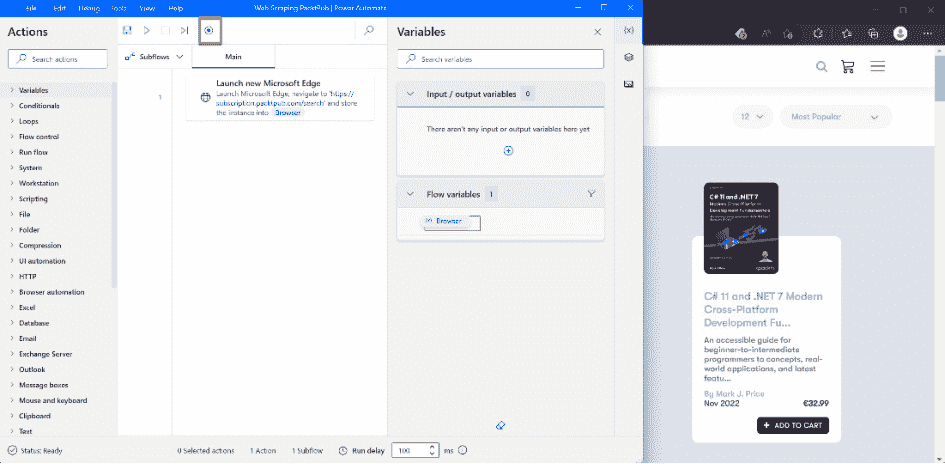 File Edit Debug Tools View Help
Web Scraping PacktPub | Power Automate
Actions
Search actions
Variables
Conditionals
Loops
Flow control
Run flow
System
Workstation
Scripting
File
Folder
Compression
UI automation
HTTP
Browser automation
Excel
Database
Email
Exchange Server
Outlook
Message boxes
Mouse and keyboard
Clipboard
Text
Subflows
Main
1
Launch new Microsoft Edge
Launch Microsoft Edge, navigate to 'https://
subscription.packtpub.com/search' and store
the instance into Browser
Variables
Search variables
Input / output variables 0
There aren't any input or output variables here yet
Flow variables 1
(x) Browser
{x}
Status: Ready
0 Selected actions
1 Action
1 Subflow
Run delay
100
ms
12
Most Popular
C# 11 and .NET 7
Modern Cross-Platform
Development Fundamentals
C# 11 and .NET 7 Modern
Cross-Platform
Development Fu...
An accessible guide for
beginner-to-intermediate
programmers to concepts, real-
world applications, and latest
featu...
By Mark J. Price
Nov 2022
€32.99
+ ADD TO CART